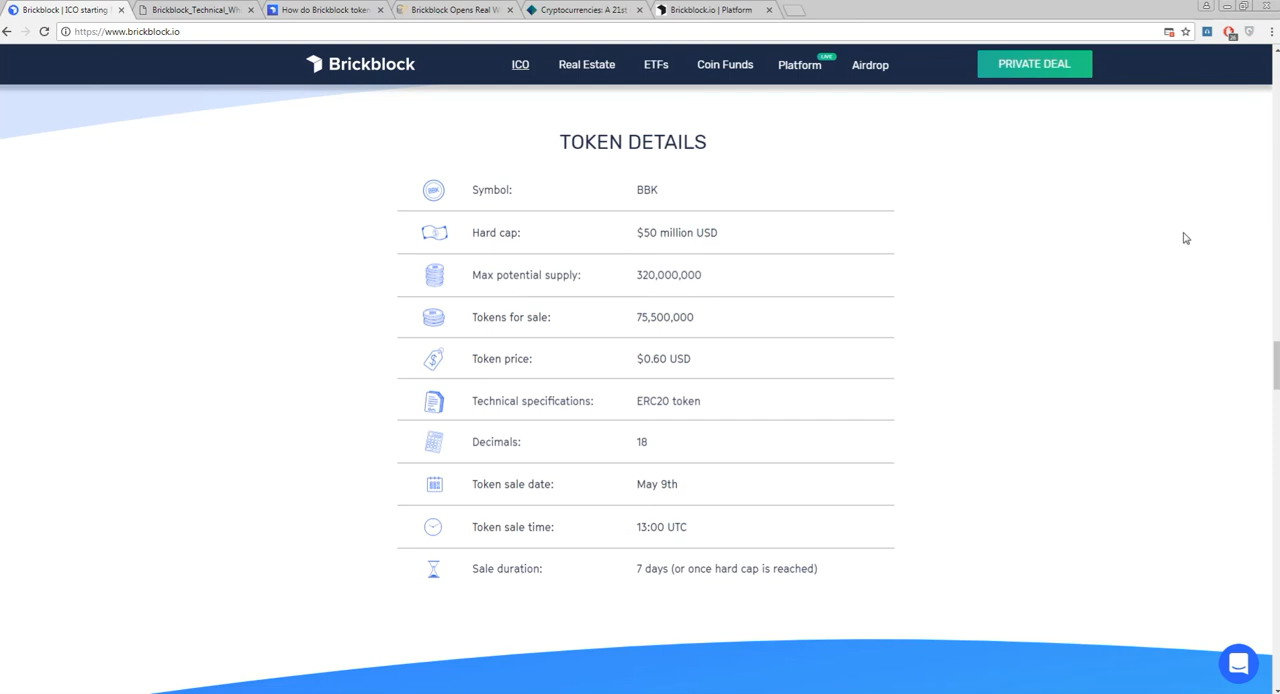 Brickblock | ICO starting
Brickblock_Technical_Wh
How do Brickblock token
Brickblock Opens Real W
Cryptocurrencies: A 21st
Brickblock.io | Platform
https://www.brickblock.io
Brickblock
ICO
Real Estate
ETFs
Coin Funds
Platform
LIVE
Airdrop
PRIVATE DEAL
TOKEN DETAILS
Symbol: BBK
Hard cap: $50 million USD
Max potential supply: 320,000,000
Tokens for sale: 75,500,000
Token price: $0.60 USD
Technical specifications: ERC20 token
Decimals: 18
Token sale date: May 9th
Token sale time: 13:00 UTC
Sale duration: 7 days (or once hard cap is reached)